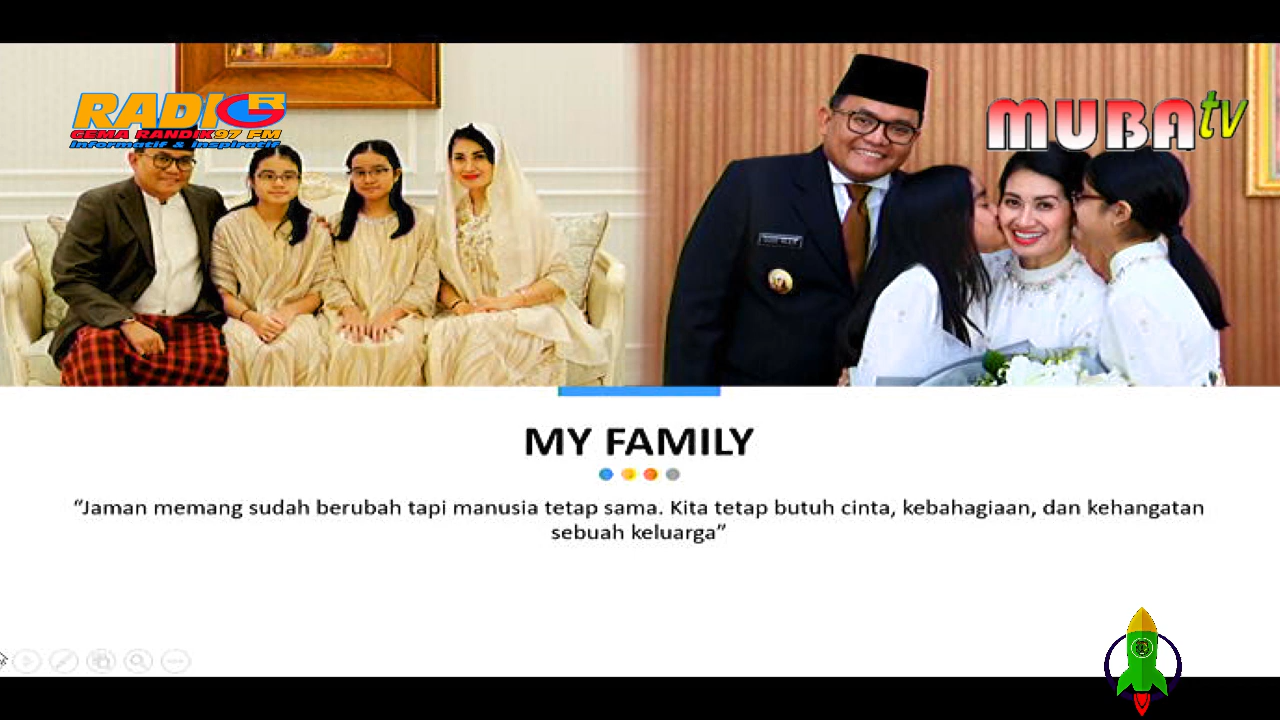 RADIO GR
GEMA RANDIK 97 FM
informatif & inspiratif
MUBA tv
MY FAMILY
“Jaman memang sudah berubah tapi manusia tetap sama. Kita tetap butuh cinta, kebahagiaan, dan kehangatan
sebuah keluarga”